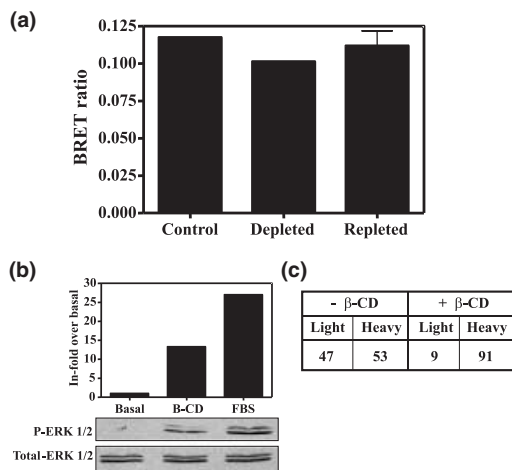 (a)
BRET ratio
0.125
0.100
0.075
0.050
0.025
0.000
Control Depleted Repleted
(b)
In-fold over basal
30
25
20
15
10
5
0
Basal B-CD FBS
P-ERK 1/2
Total-ERK 1/2
(c)
- β-CD + β-CD
Light Heavy Light Heavy
47 53 9 91